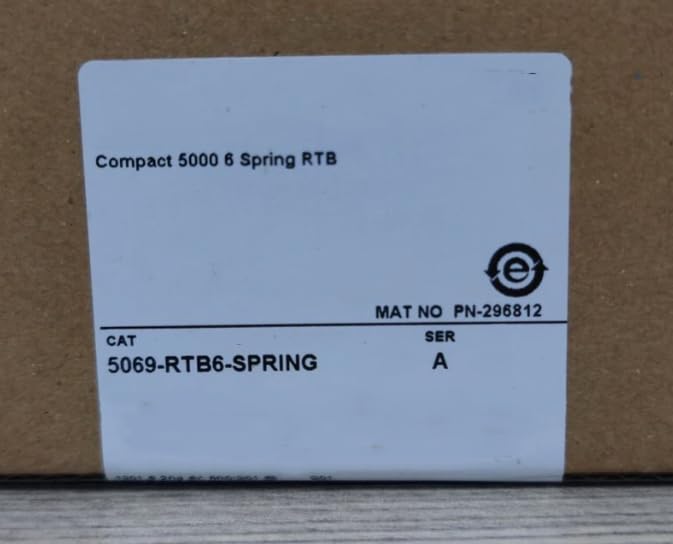 Compact 5000 6 Spring RTB
e
MAT NO PN-296812
CAT SER
5069-RTB6-SPRING A